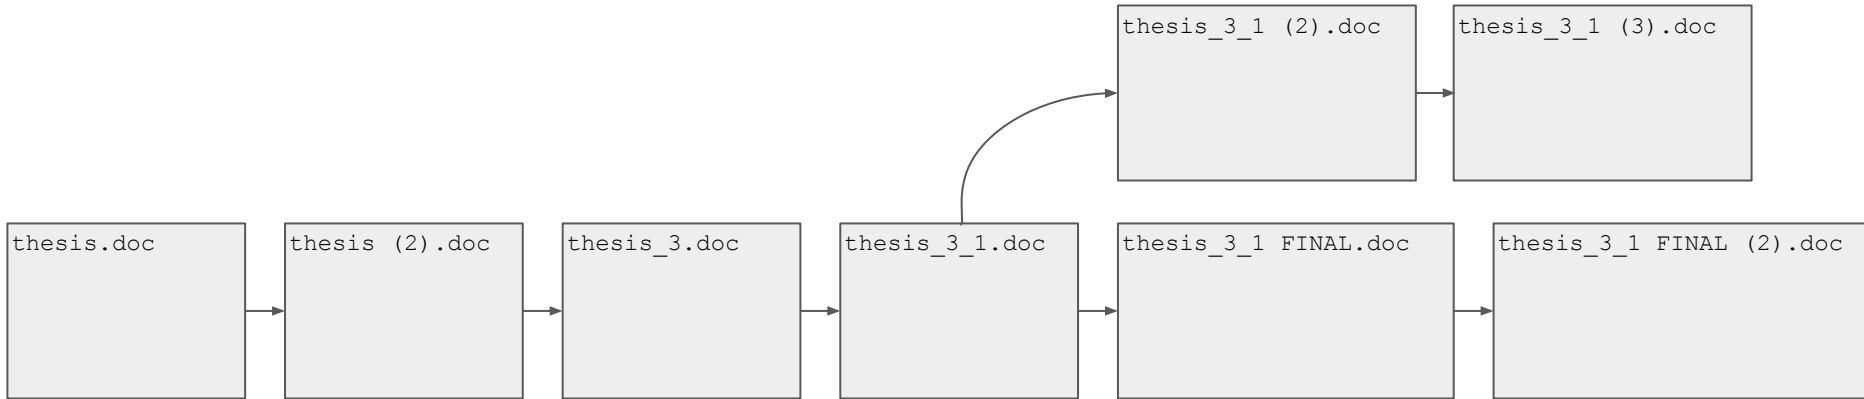 thesis_3_1 (2).doc
thesis_3_1 (3).doc
thesis.doc
thesis (2).doc
thesis_3.doc
thesis_3_1.doc
thesis_3_1 FINAL.doc
thesis_3_1 FINAL (2).doc